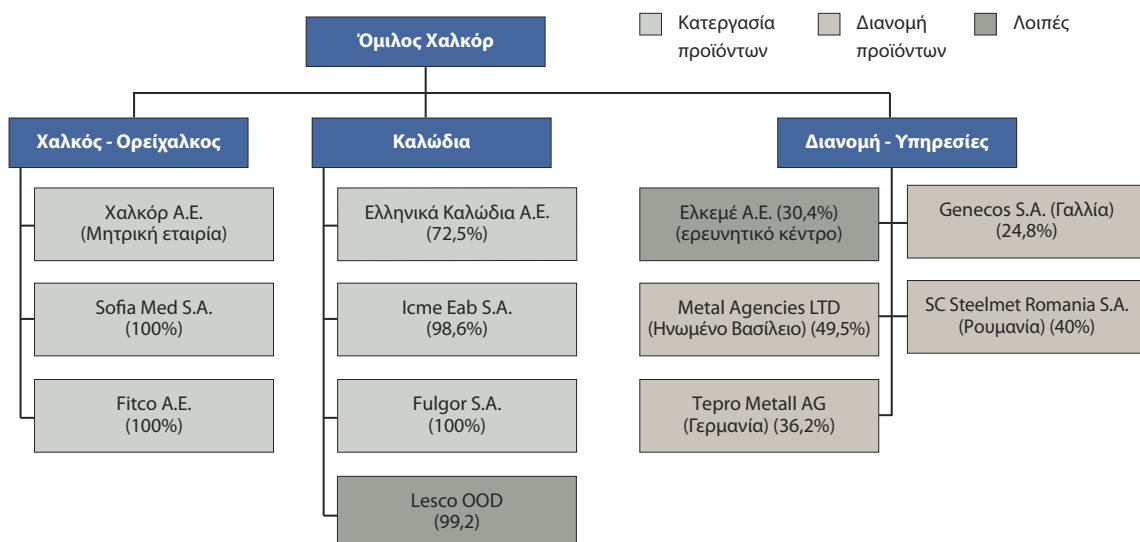 Όμιλος Χαλκόρ
Κατεργασία
προϊόντων
Διανομή
προϊόντων
Λοιπές
Χαλκός - Ορείχαλκος
Χαλκόρ Α.Ε.
(Μητρική εταιρία)
Sofia Med S.A.
(100%)
Fitco A.E.
(100%)
Καλώδια
Ελληνικά Καλώδια Α.Ε.
(72,5%)
Icme Eab S.A.
(98,6%)
Fulgor S.A.
(100%)
Lesco OOD
(99,2)
Διανομή - Υπηρεσίες
Ελκεμέ Α.Ε. (30,4%)
(ερευνητικό κέντρο)
Genecos S.A. (Γαλλία)
(24,8%)
Metal Agencies LTD
(Ηνωμένο Βασίλειο) (49,5%)
SC Steelmet Romania S.A.
(Ρουμανία) (40%)
Tepro Metall AG
(Γερμανία) (36,2%)